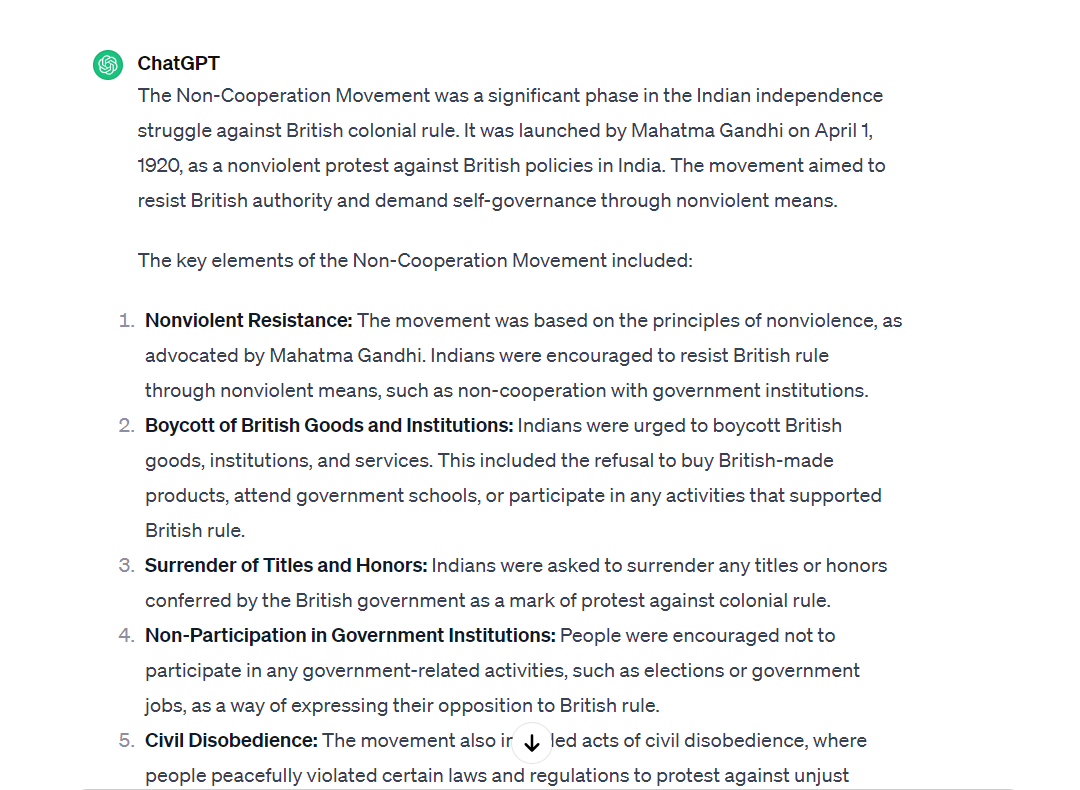 ChatGPT
The Non-Cooperation Movement was a significant phase in the Indian independence
struggle against British colonial rule. It was launched by Mahatma Gandhi on April 1,
1920, as a nonviolent protest against British policies in India. The movement aimed to
resist British authority and demand self-governance through nonviolent means.
The key elements of the Non-Cooperation Movement included:
1. Nonviolent Resistance: The movement was based on the principles of nonviolence, as
advocated by Mahatma Gandhi. Indians were encouraged to resist British rule
through nonviolent means, such as non-cooperation with government institutions.
2. Boycott of British Goods and Institutions: Indians were urged to boycott British
goods, institutions, and services. This included the refusal to buy British-made
products, attend government schools, or participate in any activities that supported
British rule.
3. Surrender of Titles and Honors: Indians were asked to surrender any titles or honors
conferred by the British government as a mark of protest against colonial rule.
4. Non-Participation in Government Institutions: People were encouraged not to
participate in any government-related activities, such as elections or government
jobs, as a way of expressing their opposition to British rule.
5. Civil Disobedience: The movement also acts of civil disobedience, where
people peacefully violated certain laws and regulations to protest against unjust